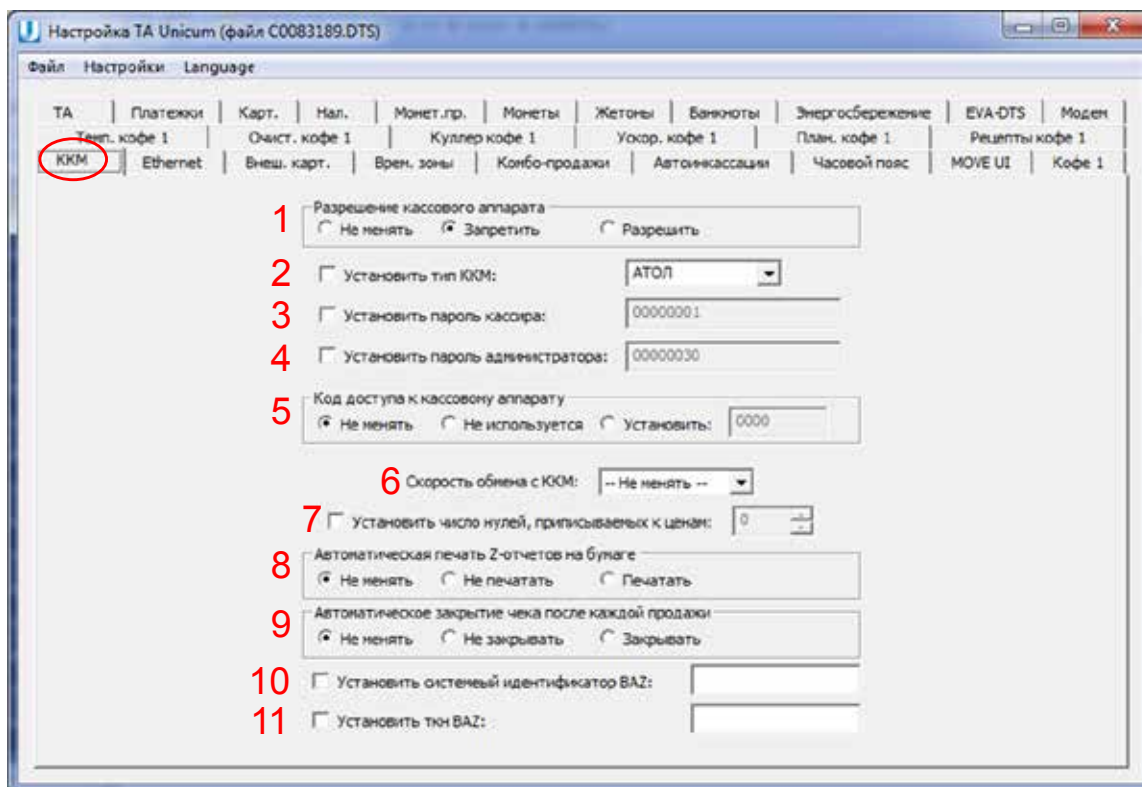 Настройка TA Unicum (файл C0083189.DTS)
Файл Настройки Language
ТА Платежки Карт. Нал. Монет.пр. Монеты Жетоны Банкноты Энергосбережение EVA-DTS Модем
Темп. кофе 1 Очист. кофе 1 Куллер кофе 1 Ускор. кофе 1 План. кофе 1 Рецепты кофе 1
ККМ Ethernet Внеш. карт. Врем. зоны Комбо-продажи Автоинкассации Часовой пояс MOVE UI Кофе 1
1 Разрешение кассового аппарата
Не менять Запретить Разрешить
2 Установить тип ККМ: АТОЛ
3 Установить пароль кассира: 00000001
4 Установить пароль администратора: 00000030
5 Код доступа к кассовому аппарату
Не менять Не используется Установить: 0000
6 Скорость обмена с ККМ: -- Не менять --
7 Установить число нулей, приписываемых к ценам: 0
8 Автоматическая печать Z-отчетов на бумаге
Не менять Не печатать Печатать
9 Автоматическое закрытие чека после каждой продажи
Не менять Не закрывать Закрывать
10 Установить системый идентификатор BAZ:
11 Установить ткн BAZ: